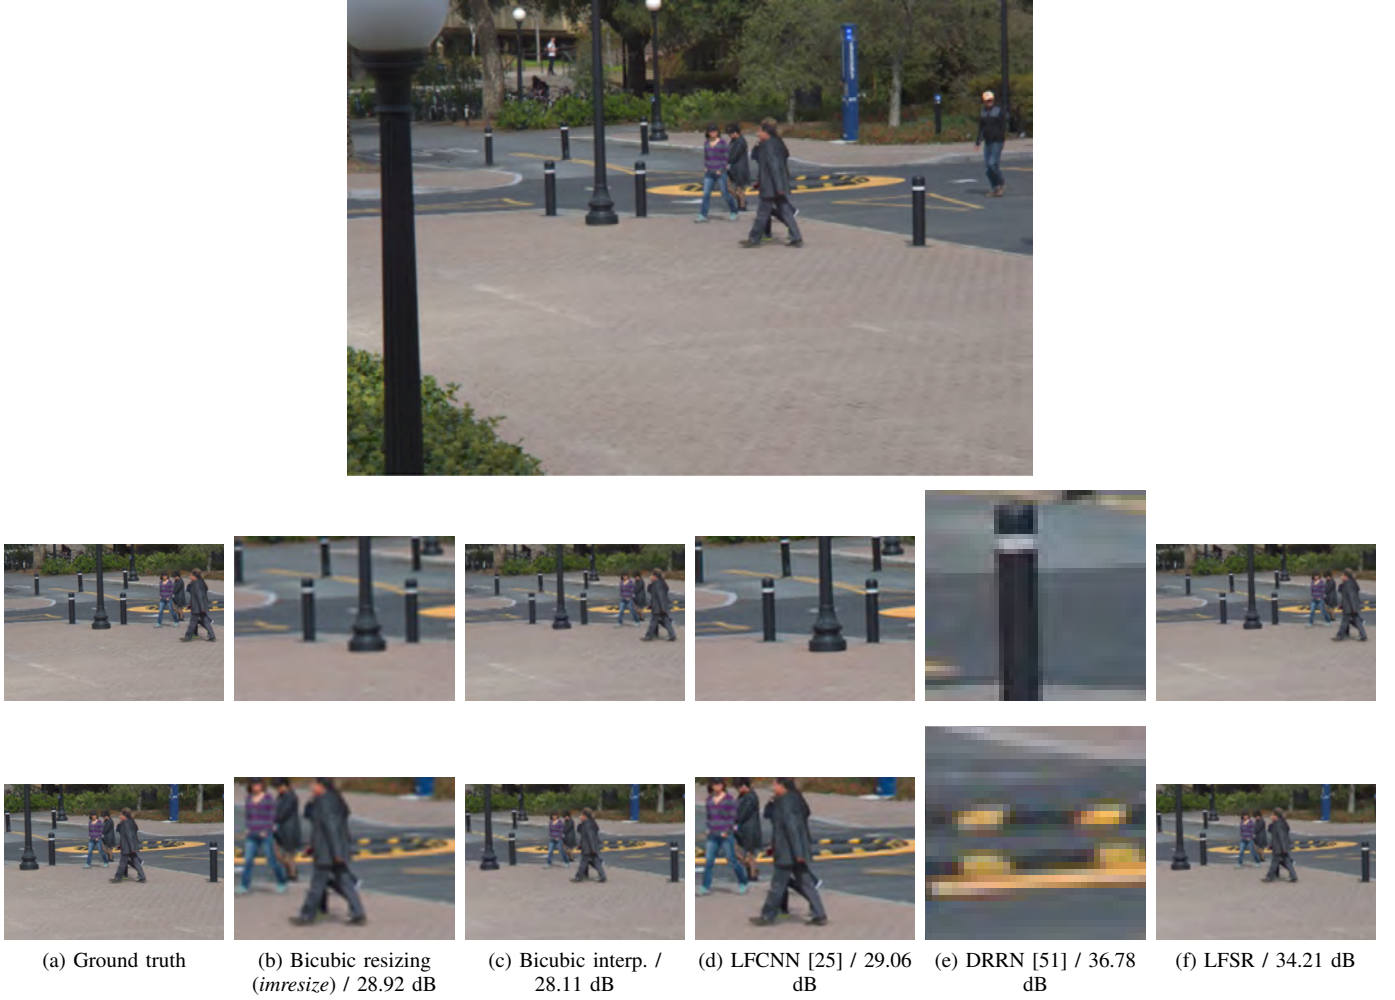 (a) Ground truth
(b) Bicubic resizing
(imresize) / 28.92 dB
(c) Bicubic interp. /
28.11 dB
(d) LFCNN [25] / 29.06
dB
(e) DRRN [51] / 36.78
dB
(f) LFSR / 34.21 dB